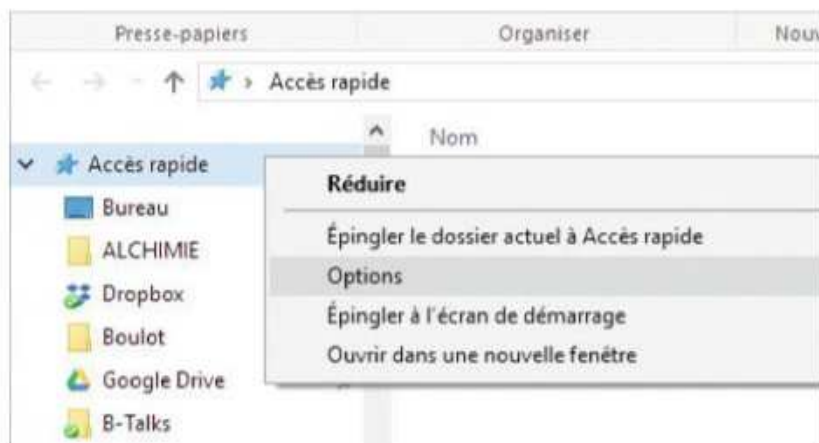 Presse-papiers Organiser
Accès rapide
Nom
Accès rapide
Bureau
ALCHIMIE
Dropbox
Boulot
Google Drive
B-Talks
Réduire
Épingler le dossier actuel à Accès rapide
Options
Épingler à l'écran de démarrage
Ouvrir dans une nouvelle fenêtre